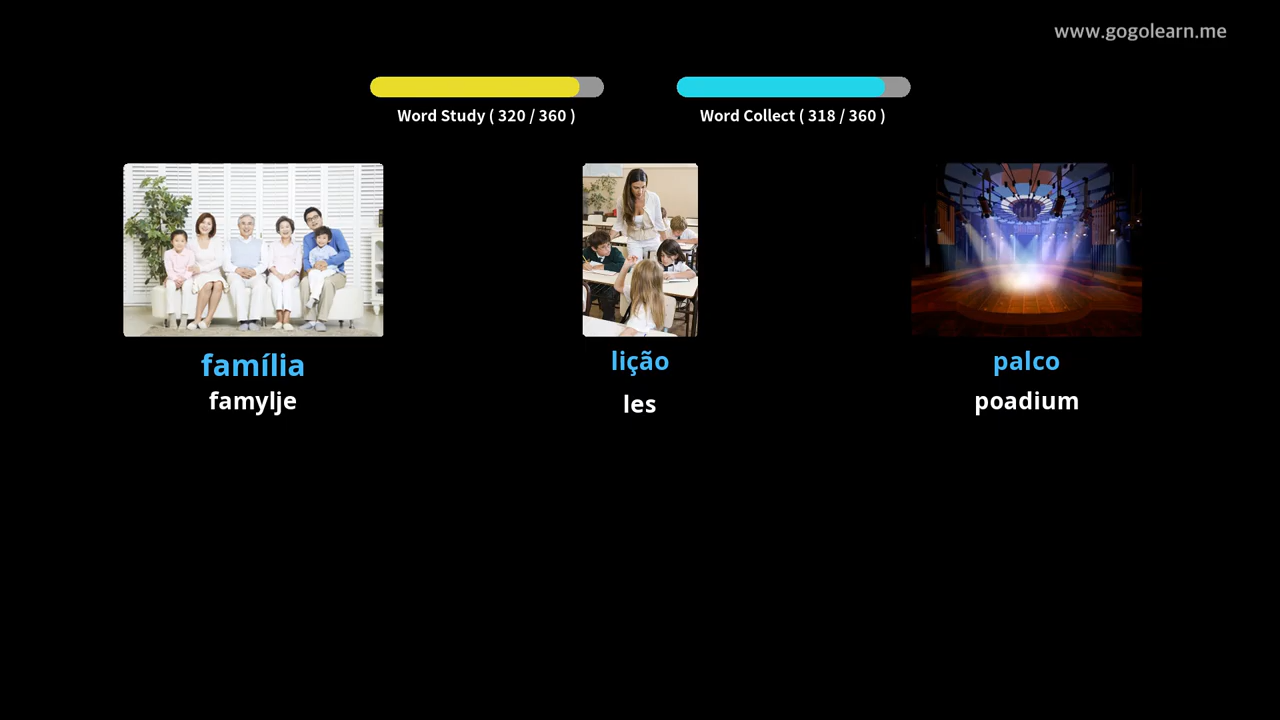 www.gogolearn.me
Word Study ( 320 / 360 )
Word Collect ( 318 / 360 )
família
famylje
lição
les
palco
poadium